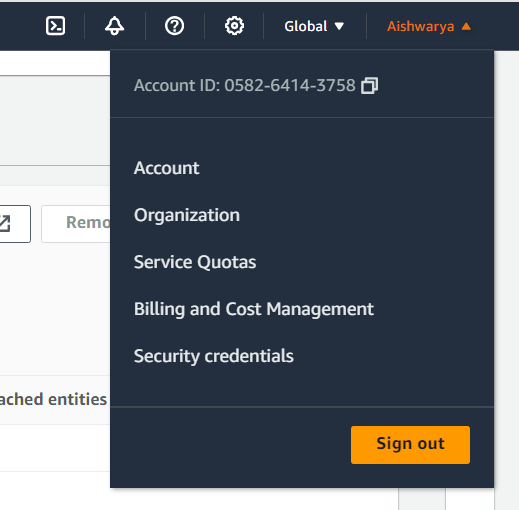 Global ▼ Aishwarya ▲
Account ID: 0582-6414-3758
Account
Organization
Remo
Service Quotas
Billing and Cost Management
Security credentials
ached entities
Sign out